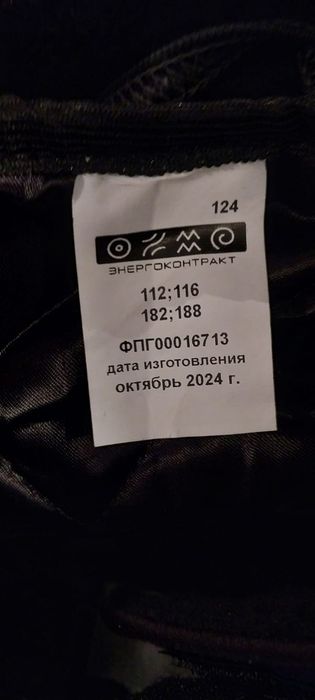 124
ЭНЕРГОКОНТРАКТ
112;116
182;188
ФПГ00016713
дата изготовления
октябрь 2024 г.